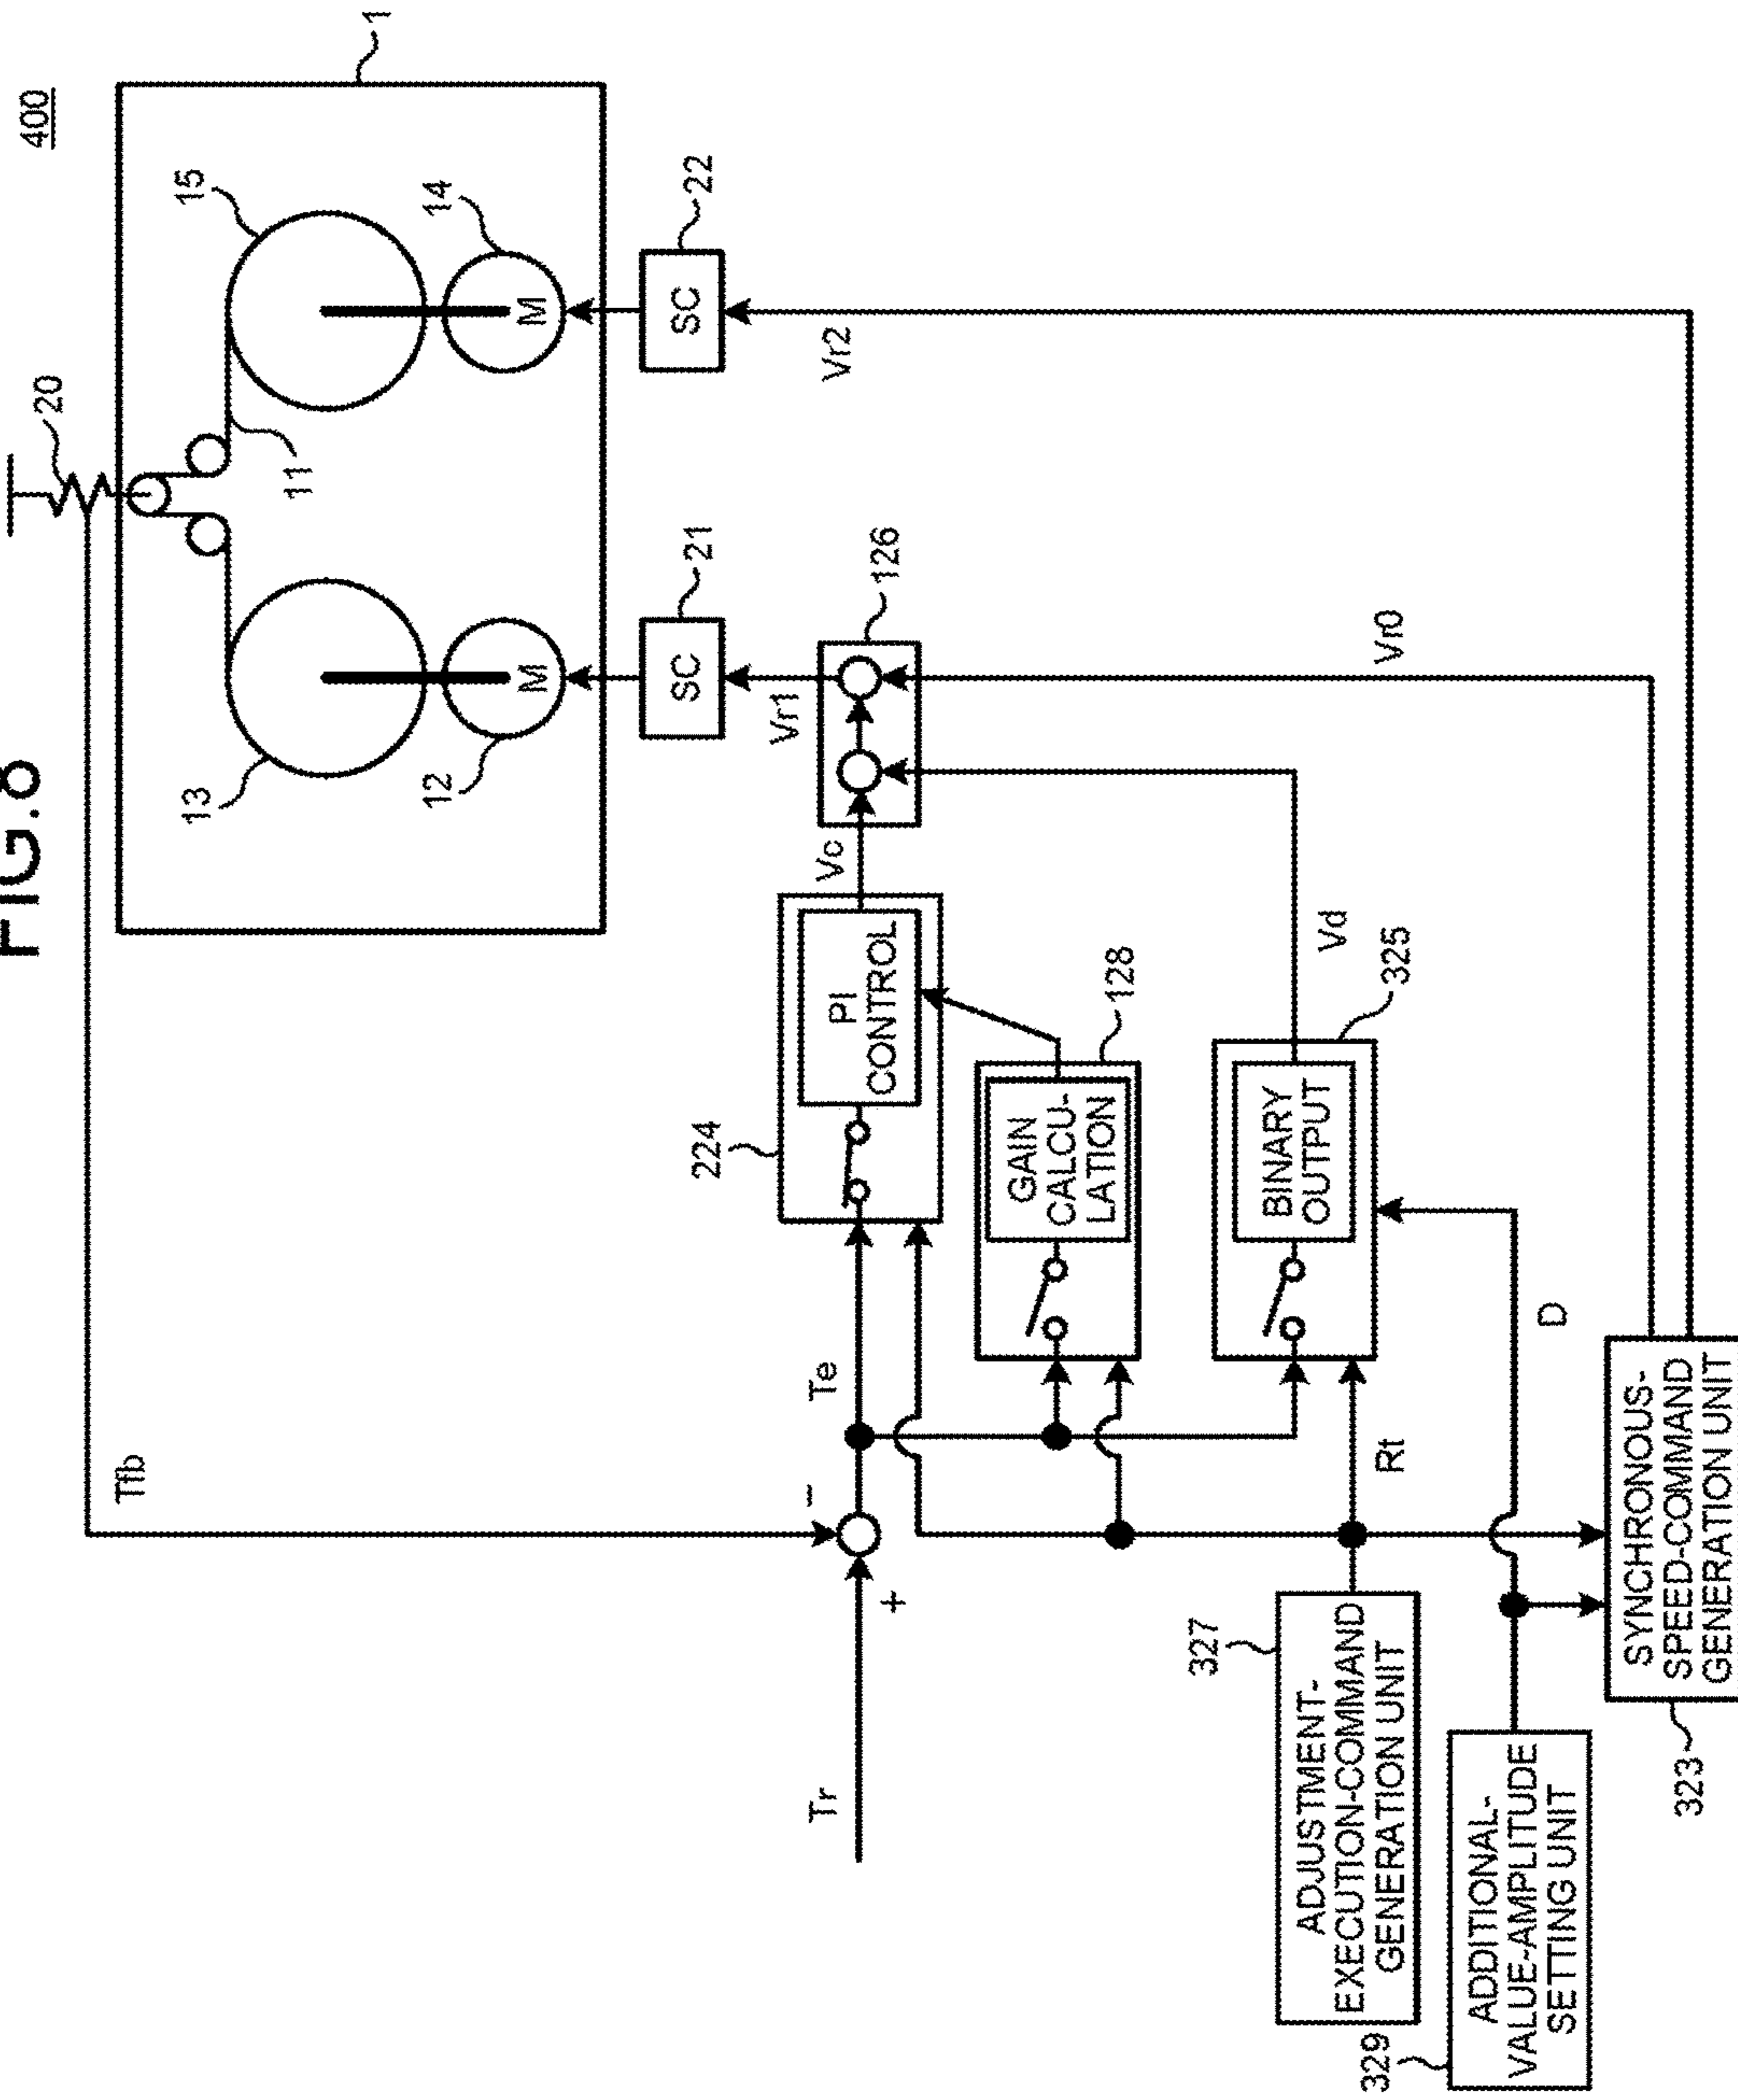 FIG.8
400
1
20
15
14
13
12
11
M
M
SC
21
SC
22
126
Vr1
Vr2
Vr0
Vc
Vd
Tfb
Tr
+
−
Te
224
PI
CONTROL
128
GAIN
CALCU-
LATION
325
BINARY
OUTPUT
Rt
D
327
ADJUSTMENT-
EXECUTION-COMMAND
GENERATION UNIT
329
ADDITIONAL-
VALUE-AMPLITUDE
SETTING UNIT
323
SYNCHRONOUS-
SPEED-COMMAND
GENERATION UNIT